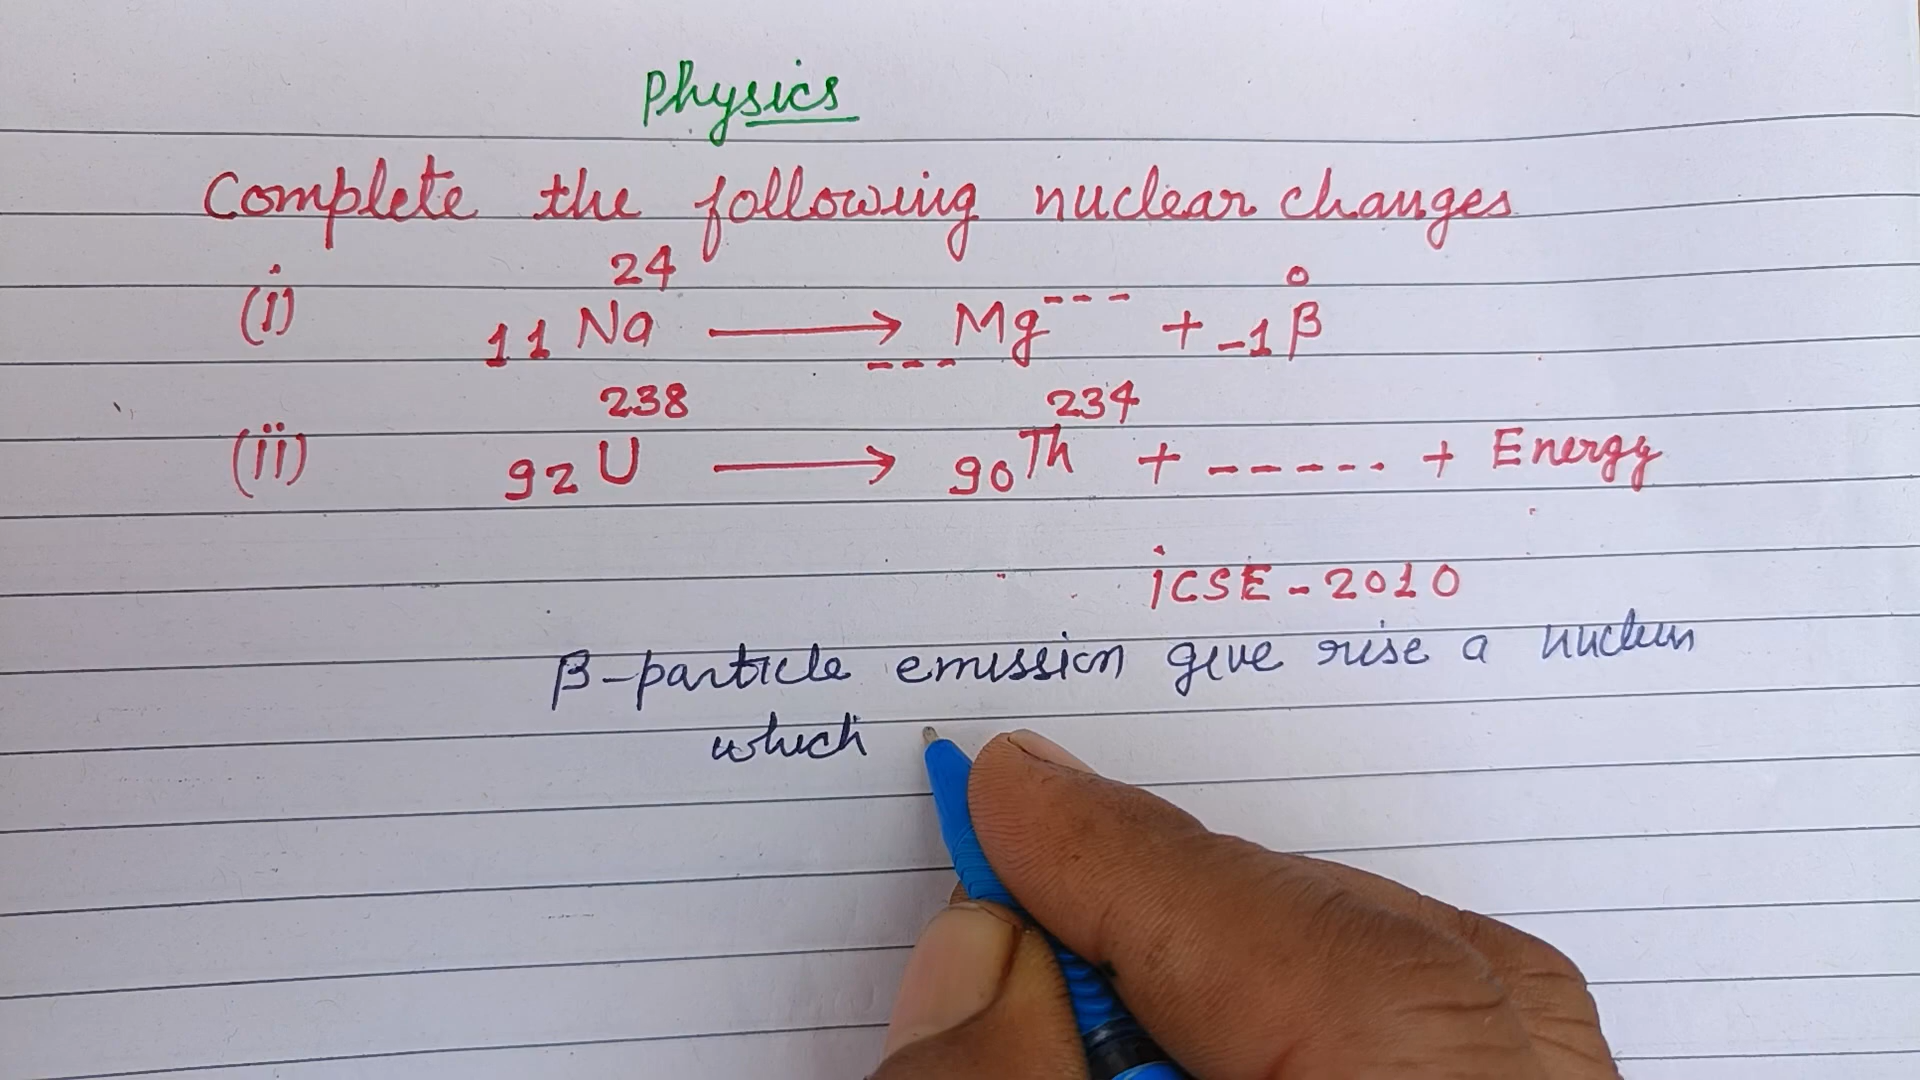 Physics
Complete the following nuclear changes
(i) 11 Na 24 ⟶ --- Mg --- + -1 β 0
(ii) 92 U 238 ⟶ 90 Th 234 + ----- + Energy
ICSE - 2010
β-particle emission give rise a
which